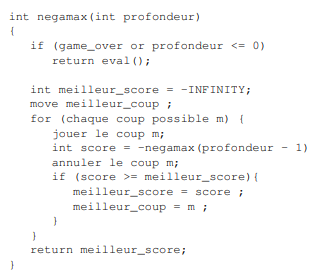 int negamax(int profondeur)
{
if (game_over or profondeur <= 0)
return eval();
int meilleur_score = -INFINITY;
move meilleur_coup ;
for (chaque coup possible m) {
jouer le coup m;
int score = -negamax(profondeur - 1)
annuler le coup m;
if (score >= meilleur_score){
meilleur_score = score ;
meilleur_coup = m ;
}
}
return meilleur_score;
}